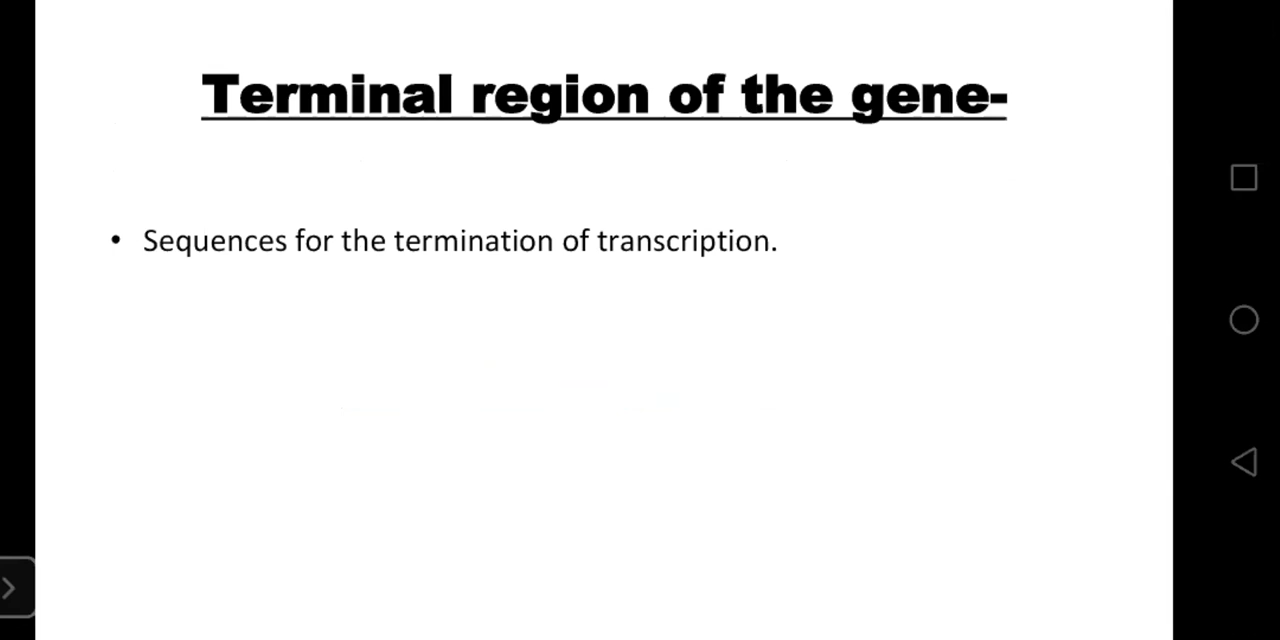 Terminal region of the gene-
• Sequences for the termination of transcription.